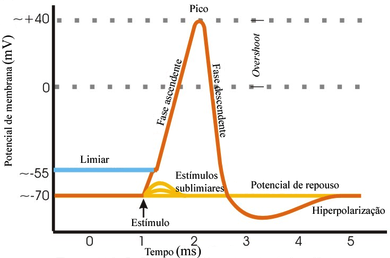 Pico
~+40
Overshoot
Potencial de membrana (mV)
0
Fase ascendente
Fase descendente
Limiar
~-55
Estímulos
sublimiares
Potencial de repouso
~-70
Hiperpolarização
Estímulo
0 1 2 3 4 5
Tempo (ms)